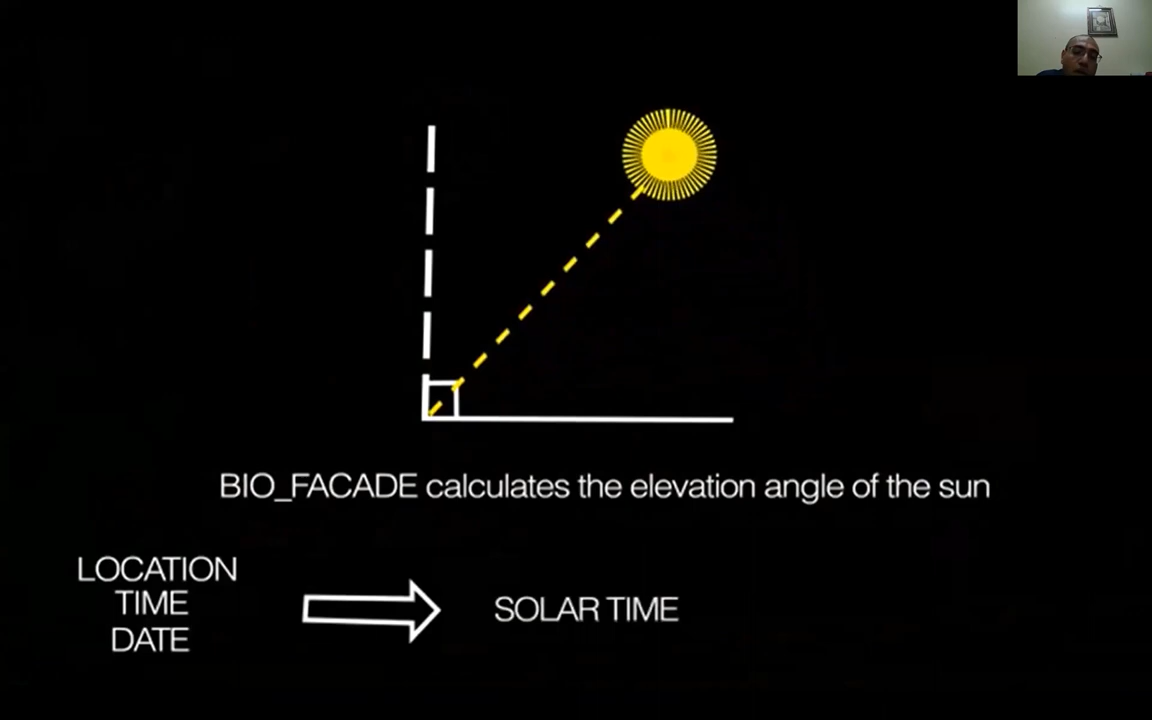 BIO_FACADE calculates the elevation angle of the sun
LOCATION
TIME
DATE
SOLAR TIME